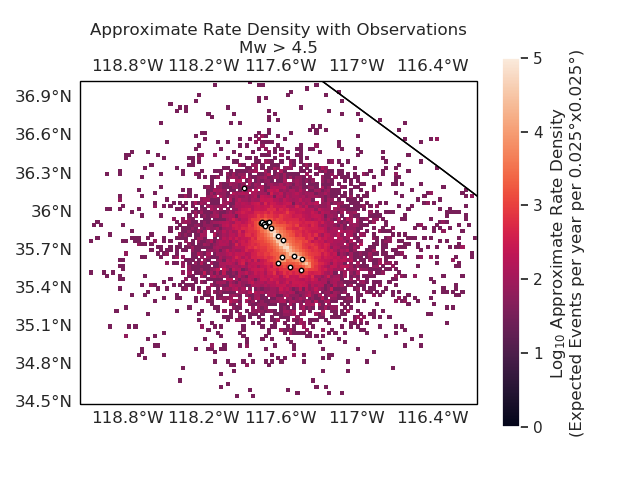 Approximate Rate Density with Observations
Mw > 4.5
118.8°W 118.2°W 117.6°W 117°W 116.4°W
36.9°N
36.6°N
36.3°N
36°N
35.7°N
35.4°N
35.1°N
34.8°N
34.5°N
118.8°W 118.2°W 117.6°W 117°W 116.4°W
5
4
3
2
1
0
Log₁₀ Approximate Rate Density
(Expected Events per year per 0.025°x0.025°)